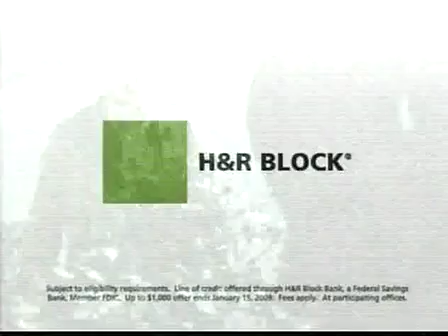 H&R BLOCK®
Subject to eligibility requirements. Line of credit offered through H&R Block Bank, a Federal Savings
Bank, Member FDIC. Up to $1,000 offer ends January 15, 2009. Fees apply. At participating offices.